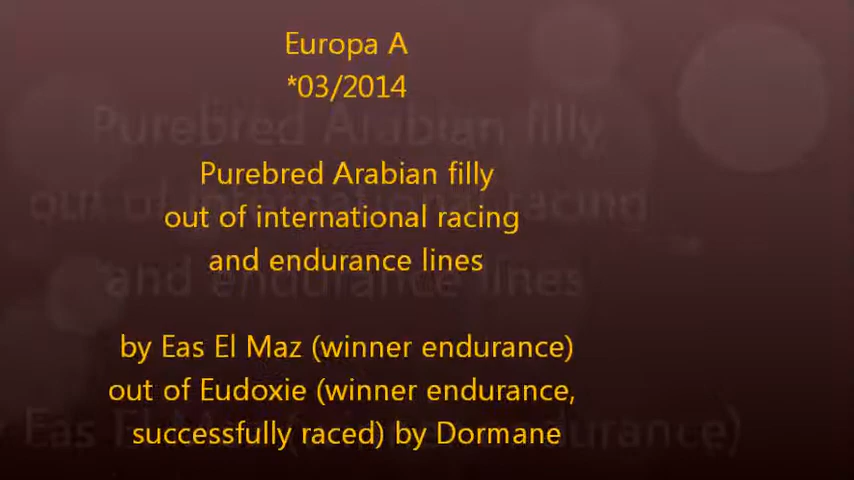 Europa A
*03/2014
Purebred Arabian filly
out of international racing
and endurance lines
by Eas El Maz (winner endurance)
out of Eudoxie (winner endurance,
successfully raced) by Dormane